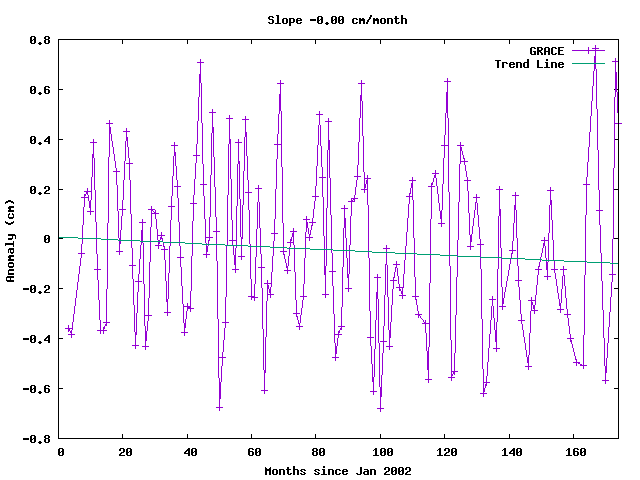 Slope -0.00 cm/month
GRACE
Trend Line
Anomaly (cm)
0.8
0.6
0.4
0.2
0
-0.2
-0.4
-0.6
-0.8
0 20 40 60 80 100 120 140 160
Months since Jan 2002